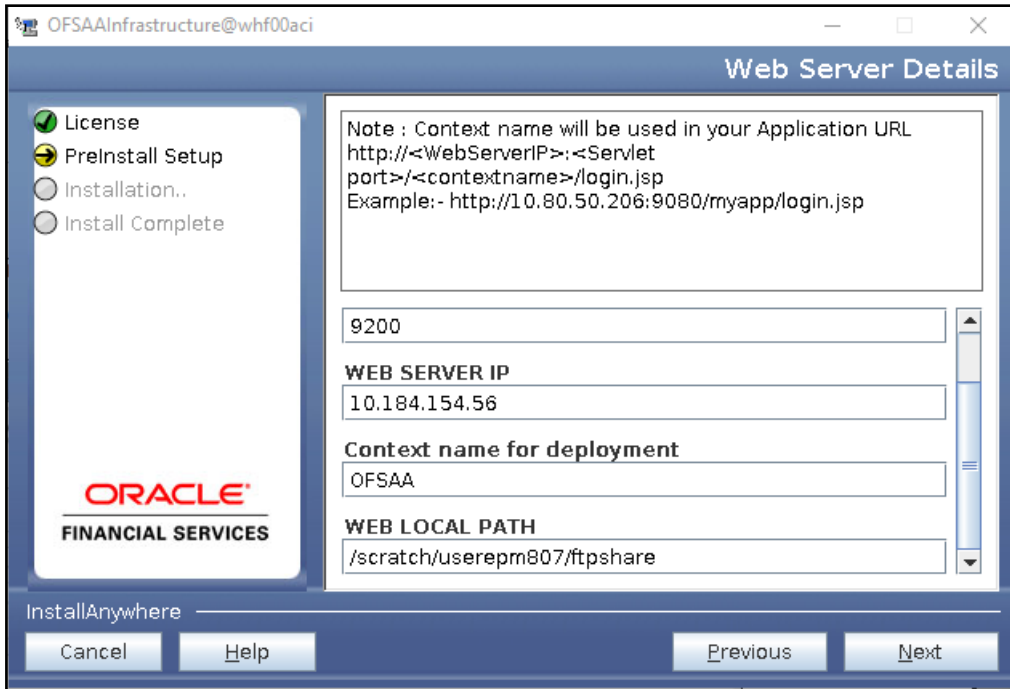 OFSAAInfrastructure@whf00aci
Web Server Details
License
PreInstall Setup
Installation..
Install Complete
ORACLE
FINANCIAL SERVICES
Note : Context name will be used in your Application URL
http://<WebServerIP>:<Servlet
port>/<contextname>/login.jsp
Example:- http://10.80.50.206:9080/myapp/login.jsp
9200
WEB SERVER IP
10.184.154.56
Context name for deployment
OFSAA
WEB LOCAL PATH
/scratch/userepm807/ftpshare
InstallAnywhere
Cancel
Help
Previous
Next